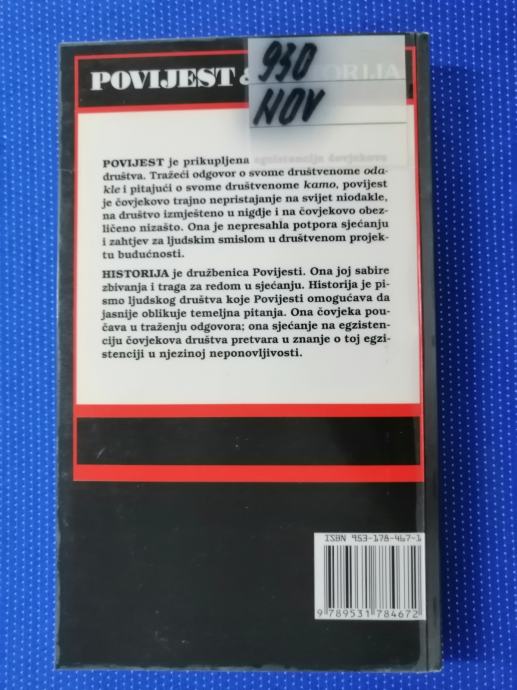 POVIJEST & HISTORIJA
930
NOV
POVIJEST je prikupljena egzistencija čovjekova
društva. Tražeći odgovor o svome društvenome oda-
kle i pitajući o svome društvenome kamo, povijest
je čovjekovo trajno nepristajanje na svijet niodakle,
na društvo izmješteno u nigdje i na čovjekovo obez-
ličeno nizašto. Ona je nepresahla potpora sjećanju
i zahtjev za ljudskim smislom u društvenom projek-
tu budućnosti.
HISTORIJA je družbenica Povijesti. Ona joj sabire
zbivanja i traga za redom u sjećanju. Historija je pi-
smo ljudskog društva koje Povijesti omogućava da
jasnije oblikuje temeljna pitanja. Ona čovjeka pou-
čava u traženju odgovora; ona sjećanje na egzisten-
ciju čovjekova društva pretvara u znanje o toj egzi-
stenciji u njezinoj neponovljivosti.
ISBN 953-178-467-1
9 789531 784672